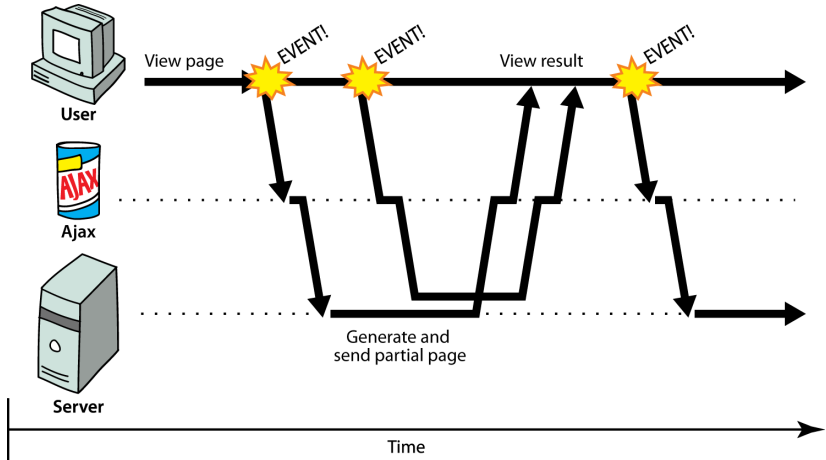 EVENT!
EVENT!
EVENT!
View page
View result
User
AJAX
Ajax
Generate and
send partial page
Server
Time